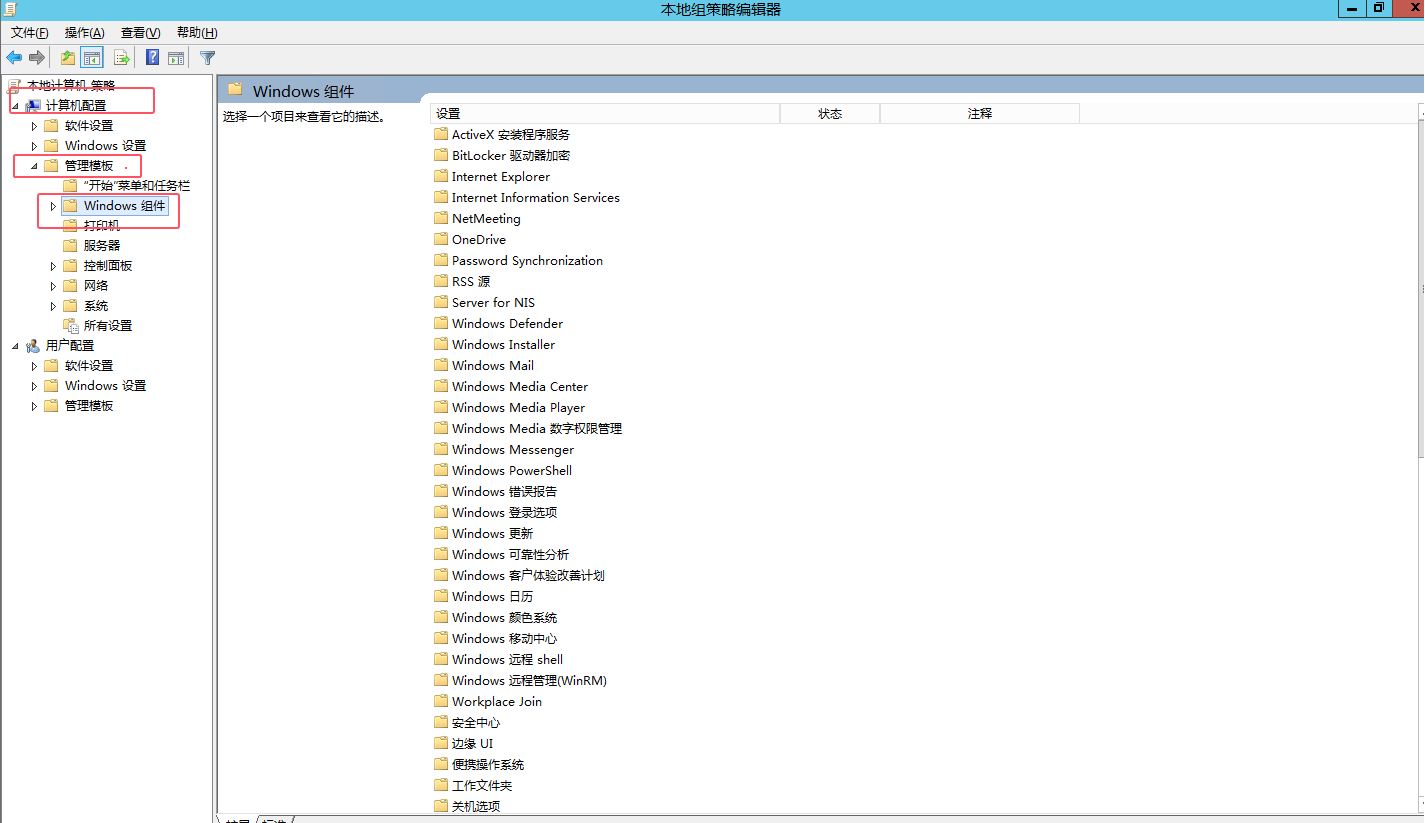 本地组策略编辑器
文件(F) 操作(A) 查看(V) 帮助(H)
本地计算机 策略
计算机配置
软件设置
Windows 设置
管理模板
"开始"菜单和任务栏
Windows 组件
打印机
服务器
控制面板
网络
系统
所有设置
用户配置
软件设置
Windows 设置
管理模板
Windows 组件
选择一个项目来查看它的描述。
设置 状态 注释
ActiveX 安装程序服务
BitLocker 驱动器加密
Internet Explorer
Internet Information Services
NetMeeting
OneDrive
Password Synchronization
RSS 源
Server for NIS
Windows Defender
Windows Installer
Windows Mail
Windows Media Center
Windows Media Player
Windows Media 数字权限管理
Windows Messenger
Windows PowerShell
Windows 错误报告
Windows 登录选项
Windows 更新
Windows 可靠性分析
Windows 客户体验改善计划
Windows 日历
Windows 颜色系统
Windows 移动中心
Windows 远程 shell
Windows 远程管理(WinRM)
Workplace Join
安全中心
边缘 UI
便携操作系统
工作文件夹
关机选项
扩展 标准